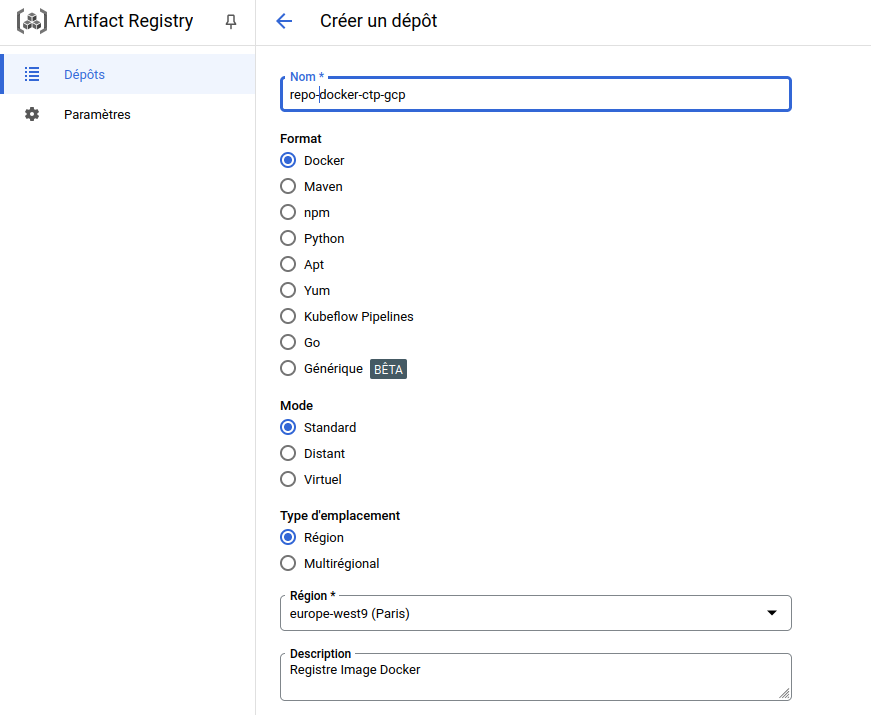 Artifact Registry
Créer un dépôt
Dépôts
Paramètres
Nom *
repo-docker-ctp-gcp
Format
Docker
Maven
npm
Python
Apt
Yum
Kubeflow Pipelines
Go
Générique BÊTA
Mode
Standard
Distant
Virtuel
Type d'emplacement
Région
Multirégional
Région *
europe-west9 (Paris)
Description
Registre Image Docker